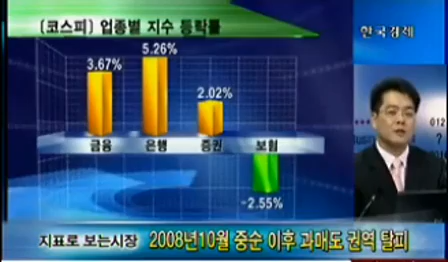 [코스피] 업종별 지수 등락률
한국경제
3.67%
5.26%
2.02%
금융
은행
증권
보험
-2.55%
012
?
지표로 보는시장
2008년10월 중순 이후 과매도 권역 탈피